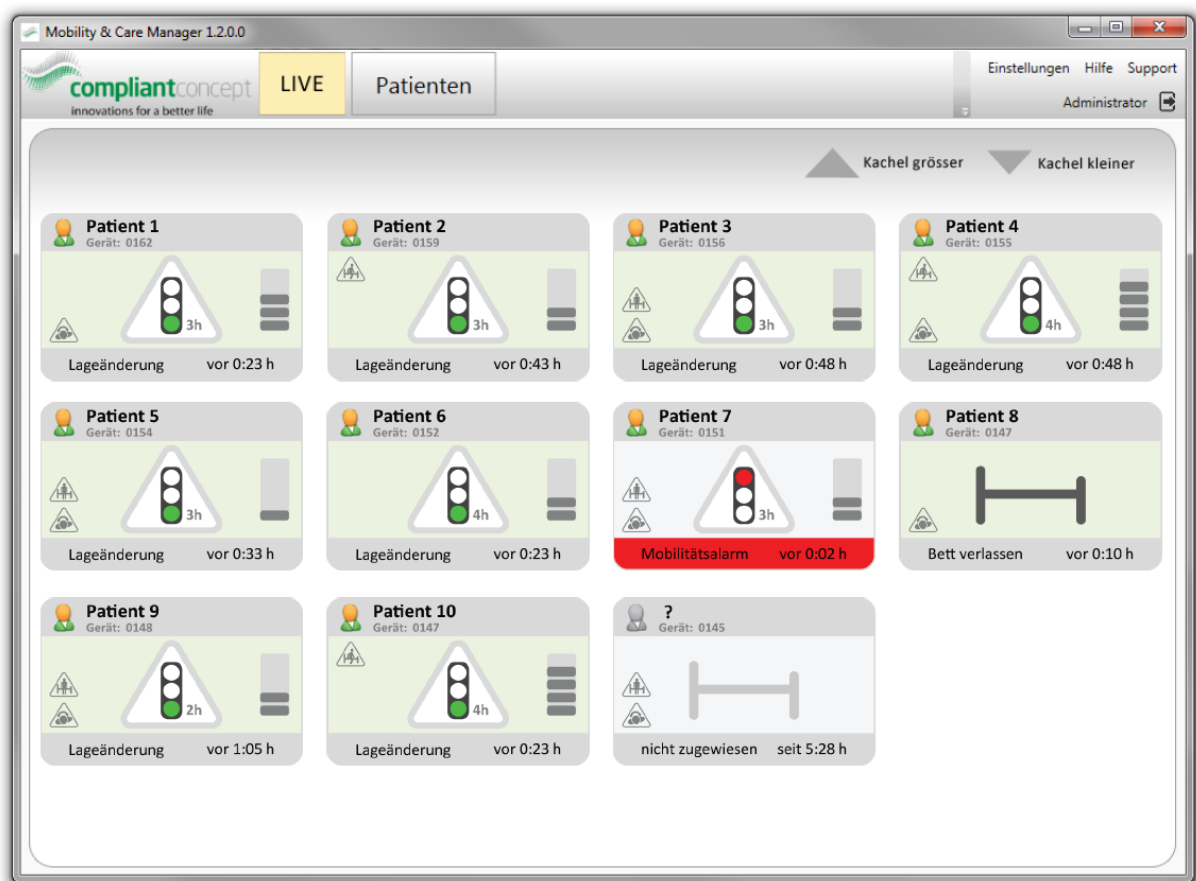 Mobility & Care Manager 1.2.0.0
compliantconcept
innovations for a better life
LIVE
Patienten
Einstellungen Hilfe Support
Administrator
Kachel grösser Kachel kleiner
Patient 1
Gerät: 0162
3h
Lageänderung vor 0:23 h
Patient 2
Gerät: 0159
3h
Lageänderung vor 0:43 h
Patient 3
Gerät: 0156
3h
Lageänderung vor 0:48 h
Patient 4
Gerät: 0155
4h
Lageänderung vor 0:48 h
Patient 5
Gerät: 0154
3h
Lageänderung vor 0:33 h
Patient 6
Gerät: 0152
4h
Lageänderung vor 0:23 h
Patient 7
Gerät: 0151
3h
Mobilitätsalarm vor 0:02 h
Patient 8
Gerät: 0147
Bett verlassen vor 0:10 h
Patient 9
Gerät: 0148
2h
Lageänderung vor 1:05 h
Patient 10
Gerät: 0147
4h
Lageänderung vor 0:23 h
?
Gerät: 0145
nicht zugewiesen seit 5:28 h